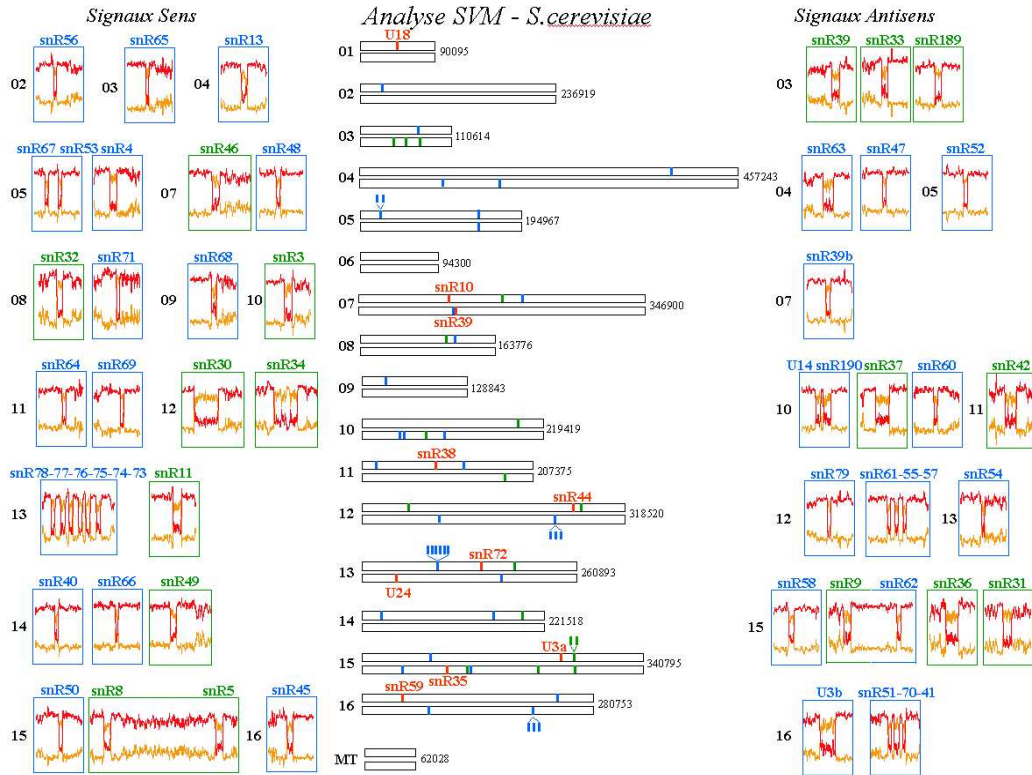 Signaux Sens
Analyse SVM - S.cerevisiae
Signaux Antisens
snR56 snR65 snR13
02 03 04
snR67 snR53 snR4 snR46 snR48
05 07
snR32 snR71 snR68 snR3
08 09 10
snR64 snR69 snR30 snR34
11 12
snR78-77-76-75-74-73 snR11
13
snR40 snR66 snR49
14
snR50 snR8 snR5 snR45
15 16
U18
01 90095
02 236919
03 110614
04 457243
05 194967
06 94300
snR10
07 346900
snR39
08 163776
09 128843
10 219419
snR38
11 207375
snR44
12 318520
snR72
13 260893
U24
14 221518
U3a
15 340795
snR35
snR59
16 280753
MT 62028
snR39 snR33 snR189
03
snR63 snR47 snR52
04 05
snR39b
07
U14 snR190 snR37 snR60 snR42
10 11
snR79 snR61-55-57 snR54
12 13
snR58 snR9 snR62 snR36 snR31
15
U3b snR51-70-41
16